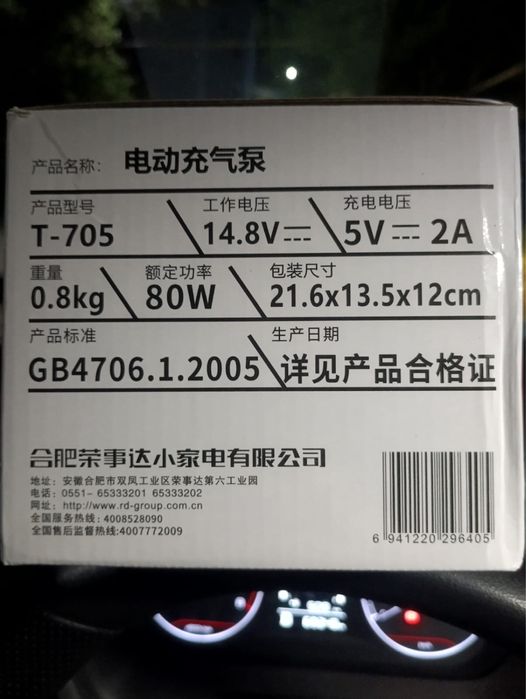 产品名称: 电动充气泵
产品型号 工作电压 充电电压
T-705 14.8V⎓ 5V⎓2A
重量 额定功率 包装尺寸
0.8kg 80W 21.6x13.5x12cm
产品标准 生产日期
GB4706.1.2005 详见产品合格证
合肥荣事达小家电有限公司
地址: 安徽合肥市双凤工业区荣事达第六工业园
电话: 0551- 65333201 65333202
网址: http://www.rd-group.com.cn
全国服务热线: 4008528090
全国售后监督热线:4007772009
6 941220 296405